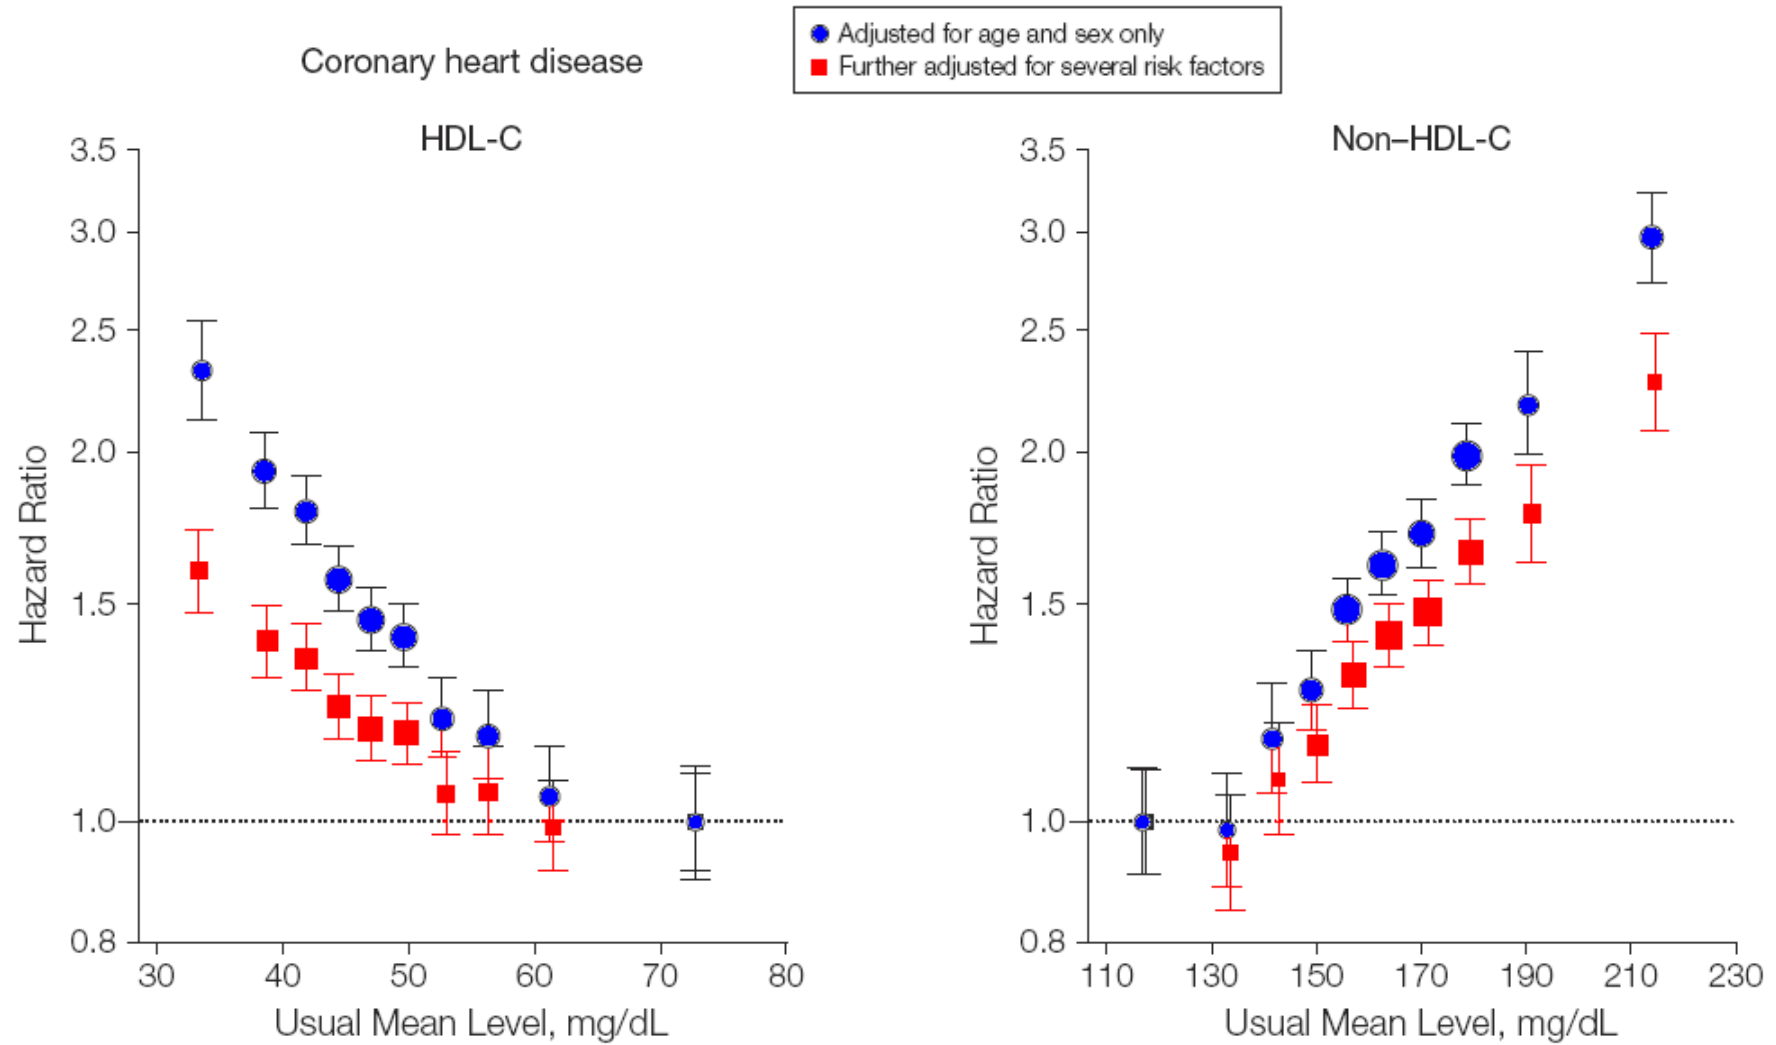 Coronary heart disease
Adjusted for age and sex only
Further adjusted for several risk factors
HDL-C
3.5
3.0
2.5
2.0
1.5
1.0
0.8
Hazard Ratio
30 40 50 60 70 80
Usual Mean Level, mg/dL
Non–HDL-C
3.5
3.0
2.5
2.0
1.5
1.0
0.8
Hazard Ratio
110 130 150 170 190 210 230
Usual Mean Level, mg/dL